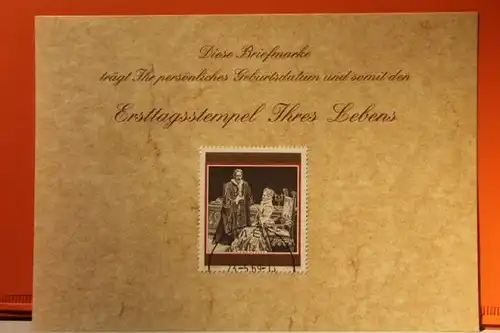 Diese Briefmarke
trägt Ihr persönliches Geburtsdatum und somit den
Ersttagsstempel Ihres Lebens